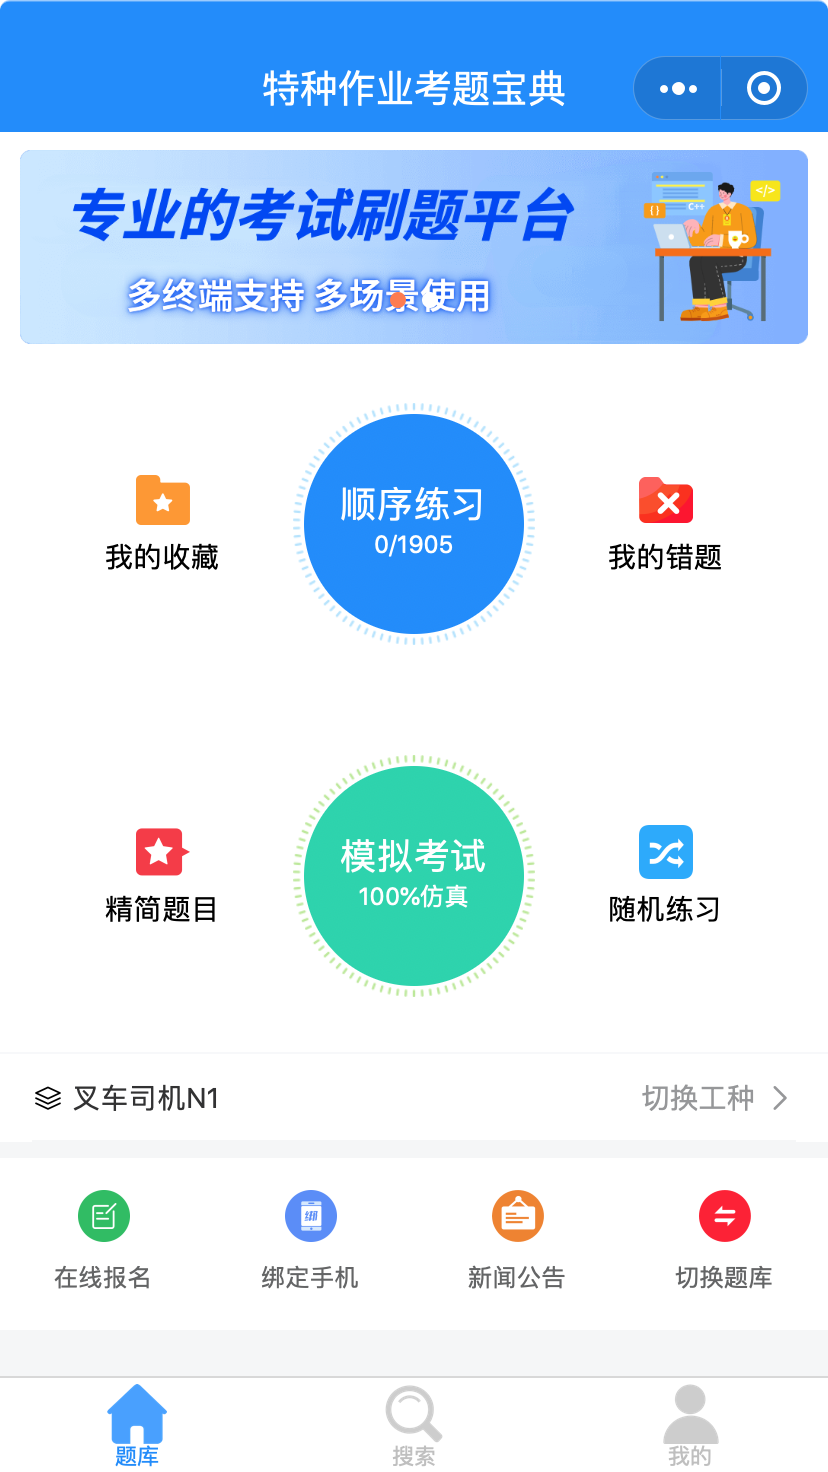 特种作业考题宝典
专业的考试刷题平台
多终端支持 多场景使用
{}
C++
</>
顺序练习
0/1905
我的收藏
我的错题
模拟考试
100%仿真
精简题目
随机练习
叉车司机N1
切换工种
绑
在线报名
绑定手机
新闻公告
切换题库
题库
搜索
我的